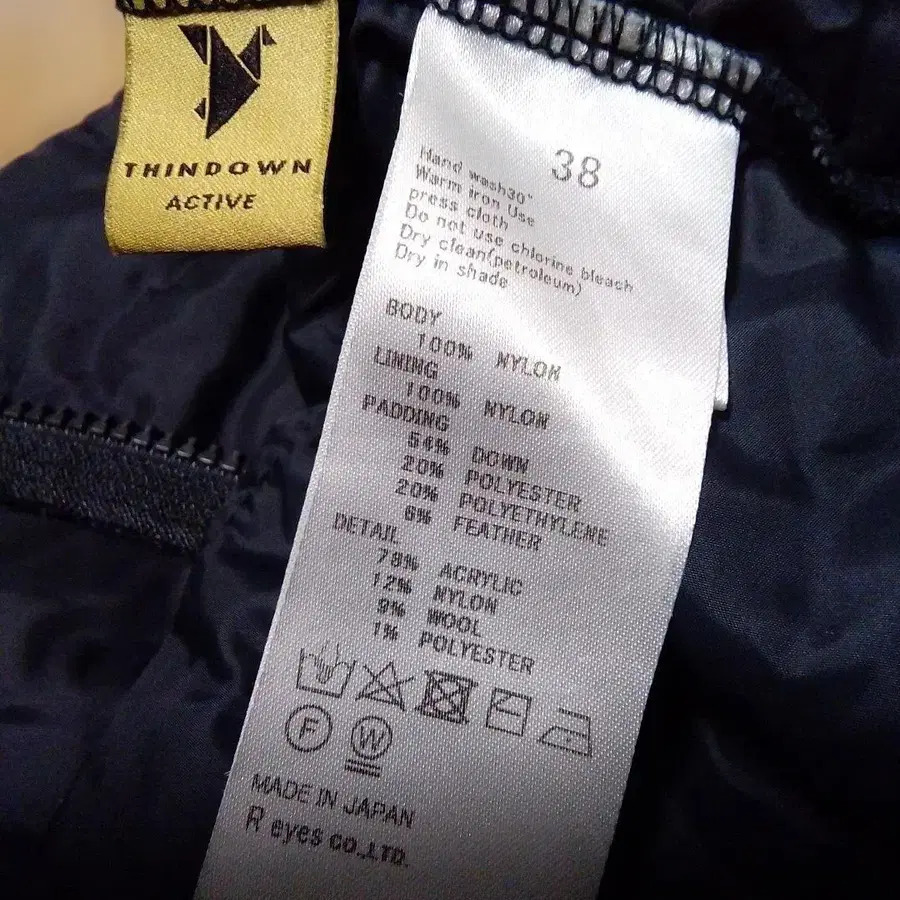 THINDOWN
ACTIVE
38
Hand wash30°
Warm iron Use
press cloth
Do not use chlorine bleach
Dry clean(petroleum)
Dry in shade
BODY
100% NYLON
LINING
100% NYLON
PADDING
54% DOWN
20% POLYESTER
20% POLYETHYLENE
6% FEATHER
DETAIL
78% ACRYLIC
12% NYLON
9% WOOL
1% POLYESTER
F
W
MADE IN JAPAN
R eyes co.,LTD.